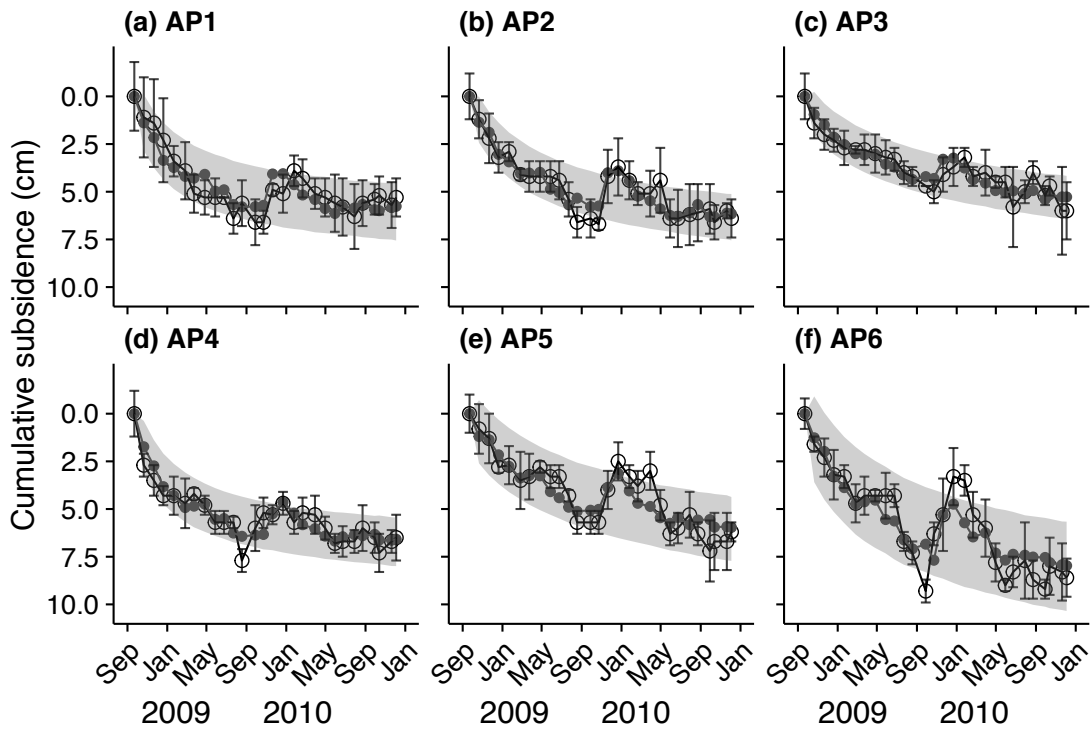 (a) AP1
(b) AP2
(c) AP3
Cumulative subsidence (cm)
0.0
2.5
5.0
7.5
10.0
(d) AP4
(e) AP5
(f) AP6
0.0
2.5
5.0
7.5
10.0
Sep Jan May Sep Jan May Sep Jan
Sep Jan May Sep Jan May Sep Jan
Sep Jan May Sep Jan May Sep Jan
2009 2010
2009 2010
2009 2010